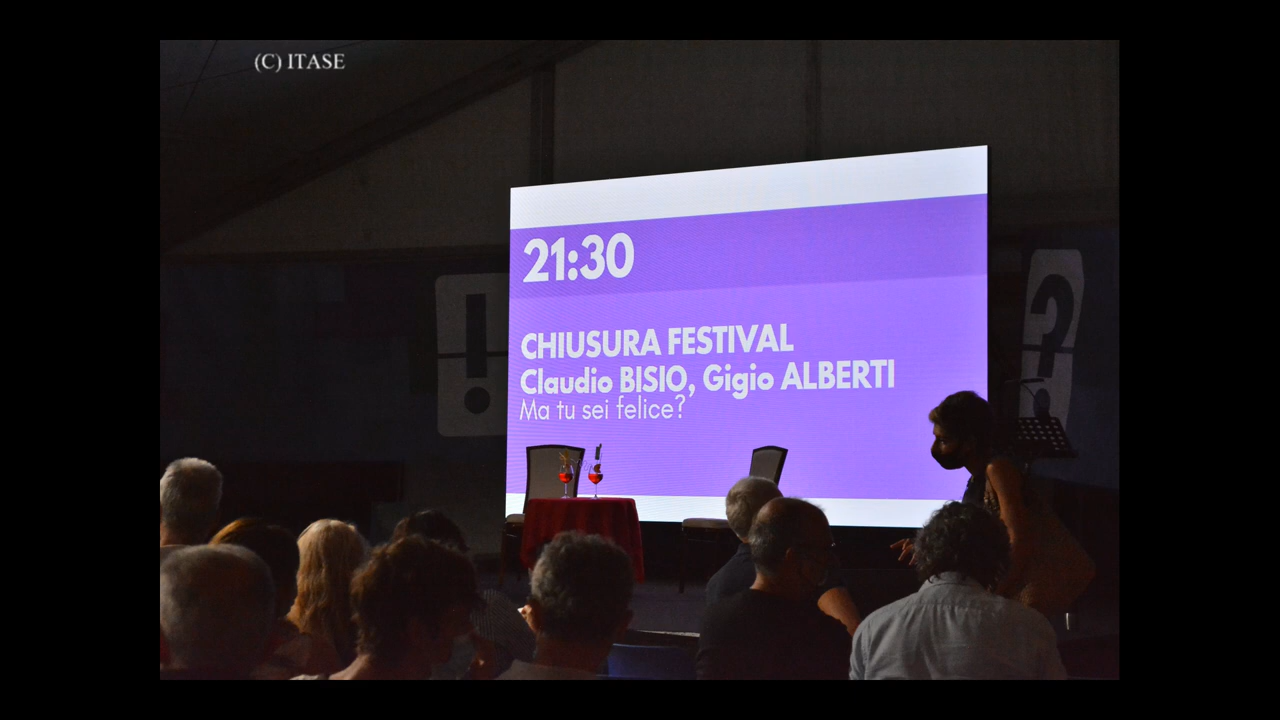 (C) ITASE
21:30
CHIUSURA FESTIVAL
Claudio BISIO, Gigio ALBERTI
Ma tu sei felice?
! ?